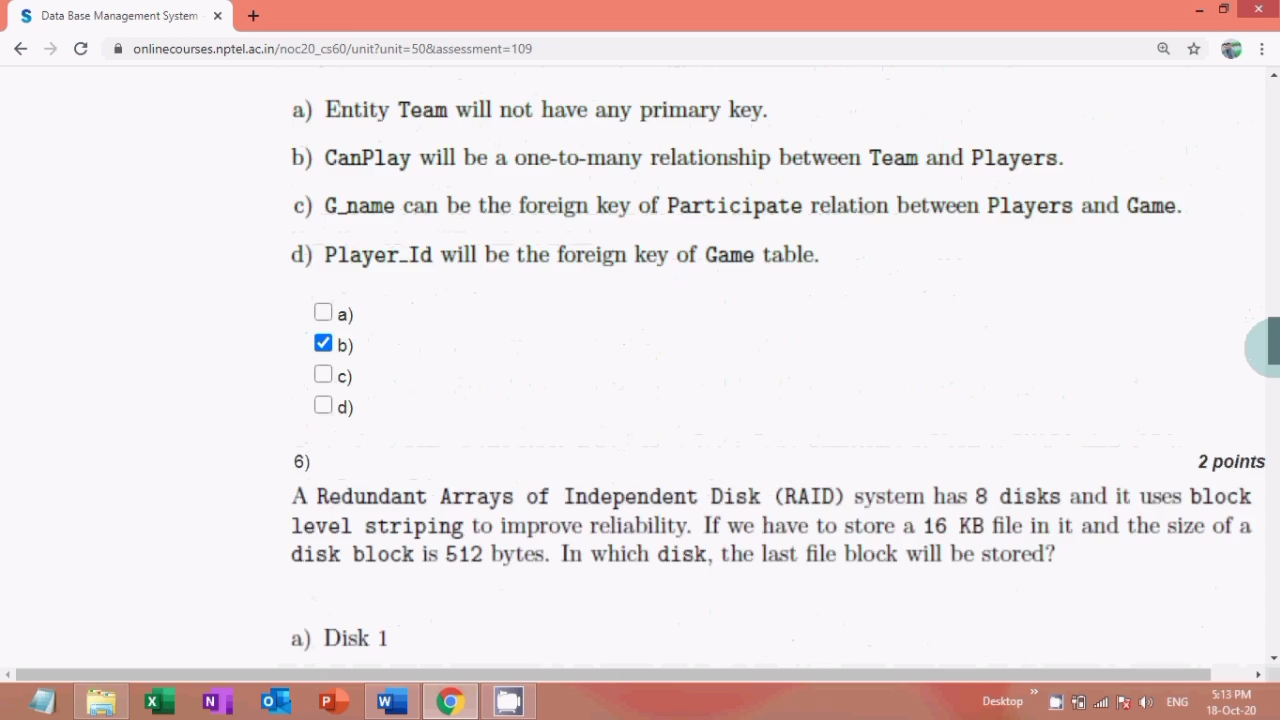 Data Base Management System
onlinecourses.nptel.ac.in/noc20_cs60/unit?unit=50&assessment=109
a) Entity Team will not have any primary key.
b) CanPlay will be a one-to-many relationship between Team and Players.
c) G_name can be the foreign key of Participate relation between Players and Game.
d) Player_Id will be the foreign key of Game table.
a)
b)
c)
d)
6) 2 points
A Redundant Arrays of Independent Disk (RAID) system has 8 disks and it uses block
level striping to improve reliability. If we have to store a 16 KB file in it and the size of a
disk block is 512 bytes. In which disk, the last file block will be stored?
a) Disk 1
Desktop ENG 5:13 PM
18-Oct-20